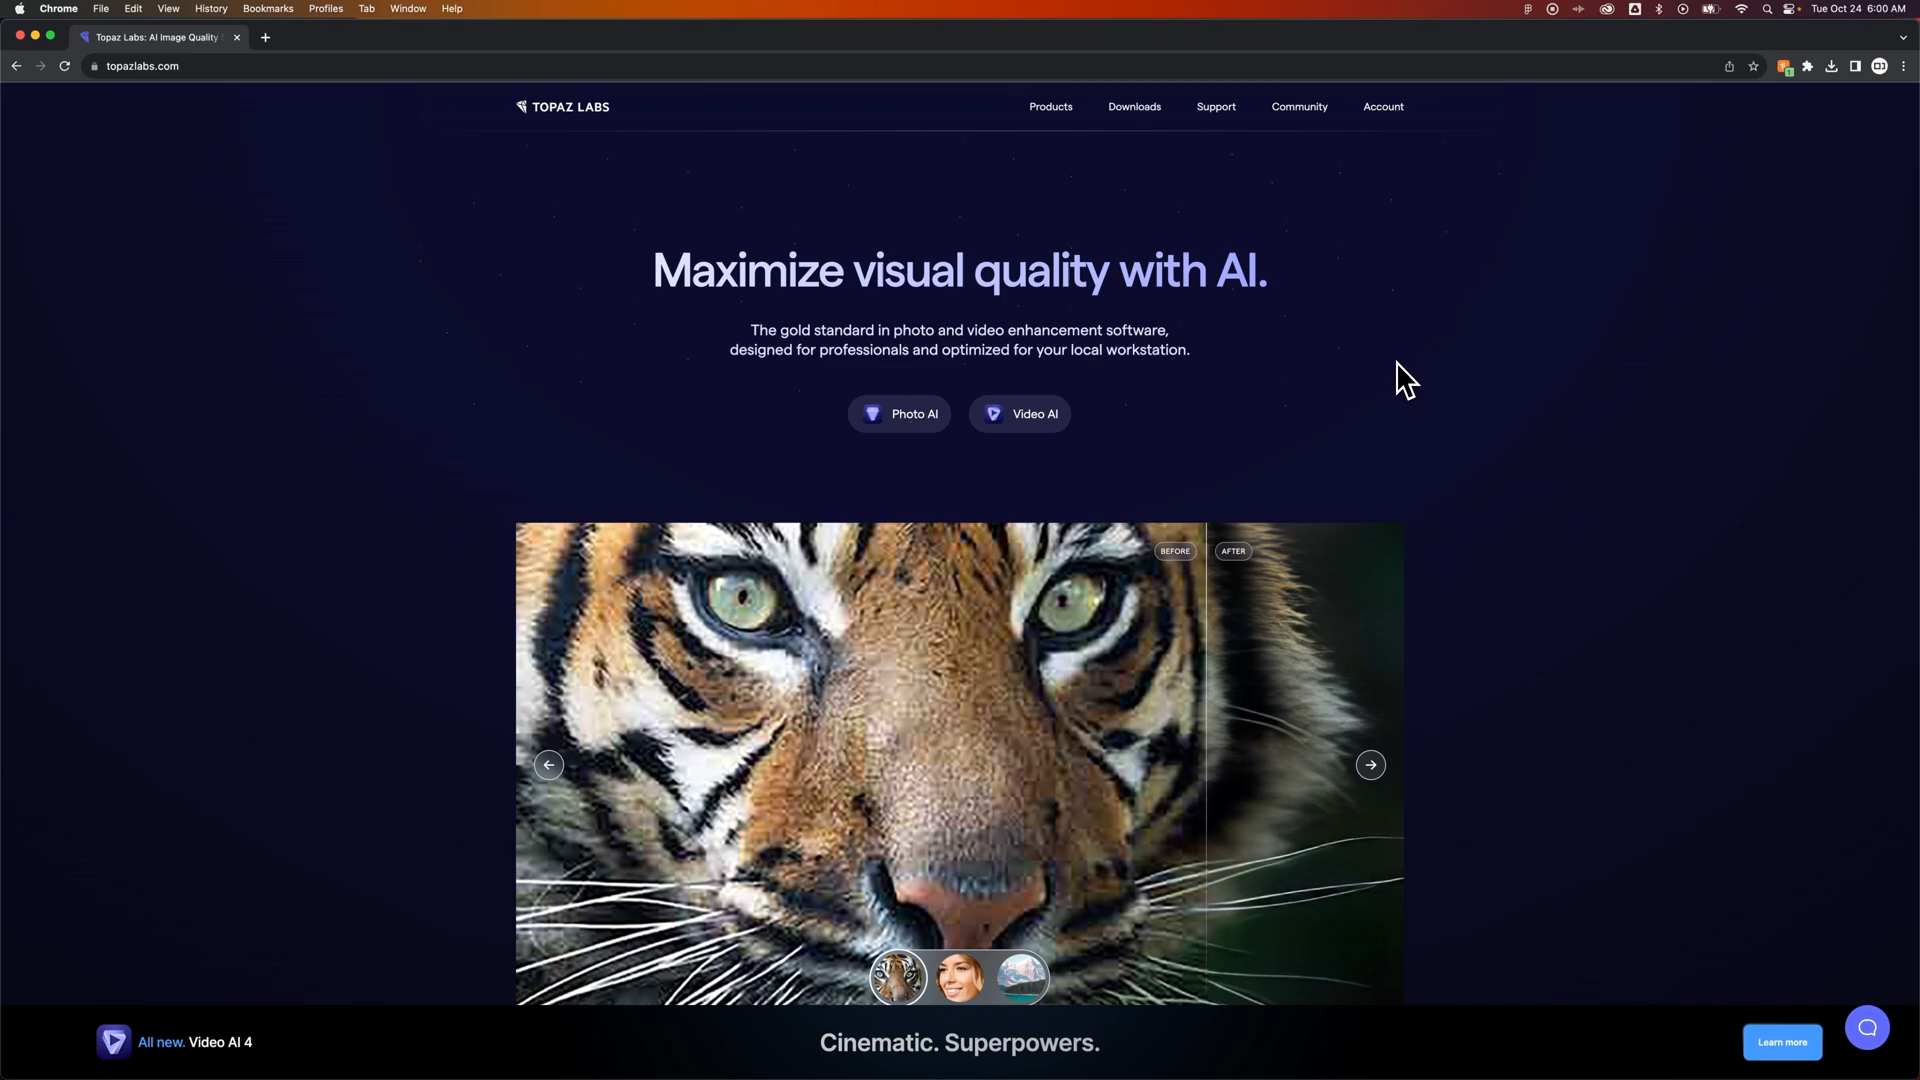 Chrome File Edit View History Bookmarks Profiles Tab Window Help Tue Oct 24 6:00 AM
Topaz Labs: AI Image Quality
topazlabs.com
TOPAZ LABS Products Downloads Support Community Account
Maximize visual quality with AI.
The gold standard in photo and video enhancement software,
designed for professionals and optimized for your local workstation.
Photo AI Video AI
BEFORE AFTER
All new. Video AI 4 Cinematic. Superpowers. Learn more